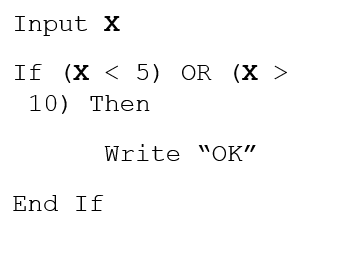 Input X
If (X < 5) OR (X >
10) Then
Write “OK”
End If